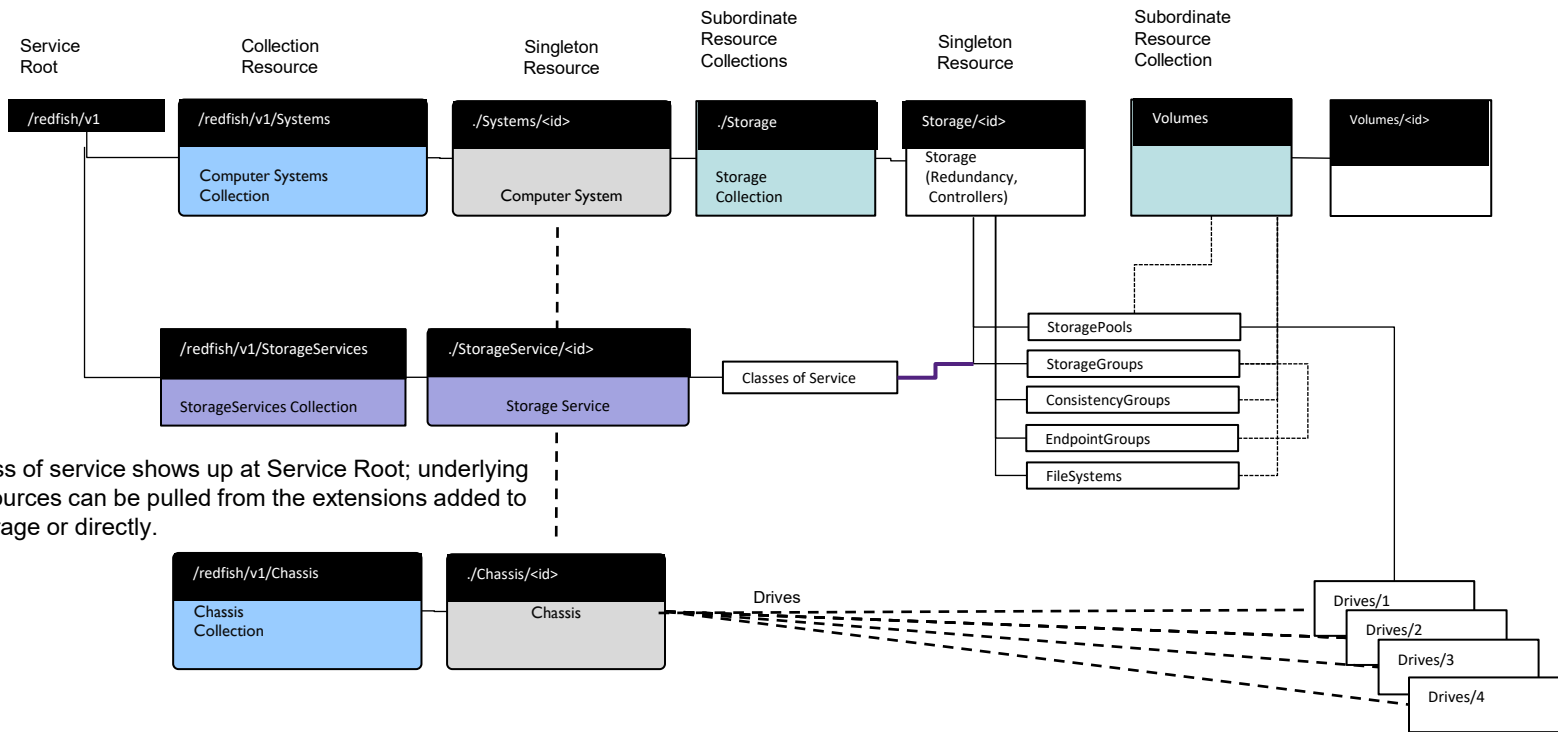 Service
Root
Collection
Resource
Singleton
Resource
Subordinate
Resource
Collections
Singleton
Resource
Subordinate
Resource
Collection
/redfish/v1
/redfish/v1/Systems
Computer Systems
Collection
./Systems/<id>
Computer System
./Storage
Storage
Collection
Storage/<id>
Storage
(Redundancy,
Controllers)
Volumes
Volumes/<id>
/redfish/v1/StorageServices
StorageServices Collection
./StorageService/<id>
Storage Service
Classes of Service
StoragePools
StorageGroups
ConsistencyGroups
EndpointGroups
FileSystems
ss of service shows up at Service Root; underlying
ources can be pulled from the extensions added to
rage or directly.
/redfish/v1/Chassis
Chassis
Collection
./Chassis/<id>
Chassis
Drives
Drives/1
Drives/2
Drives/3
Drives/4